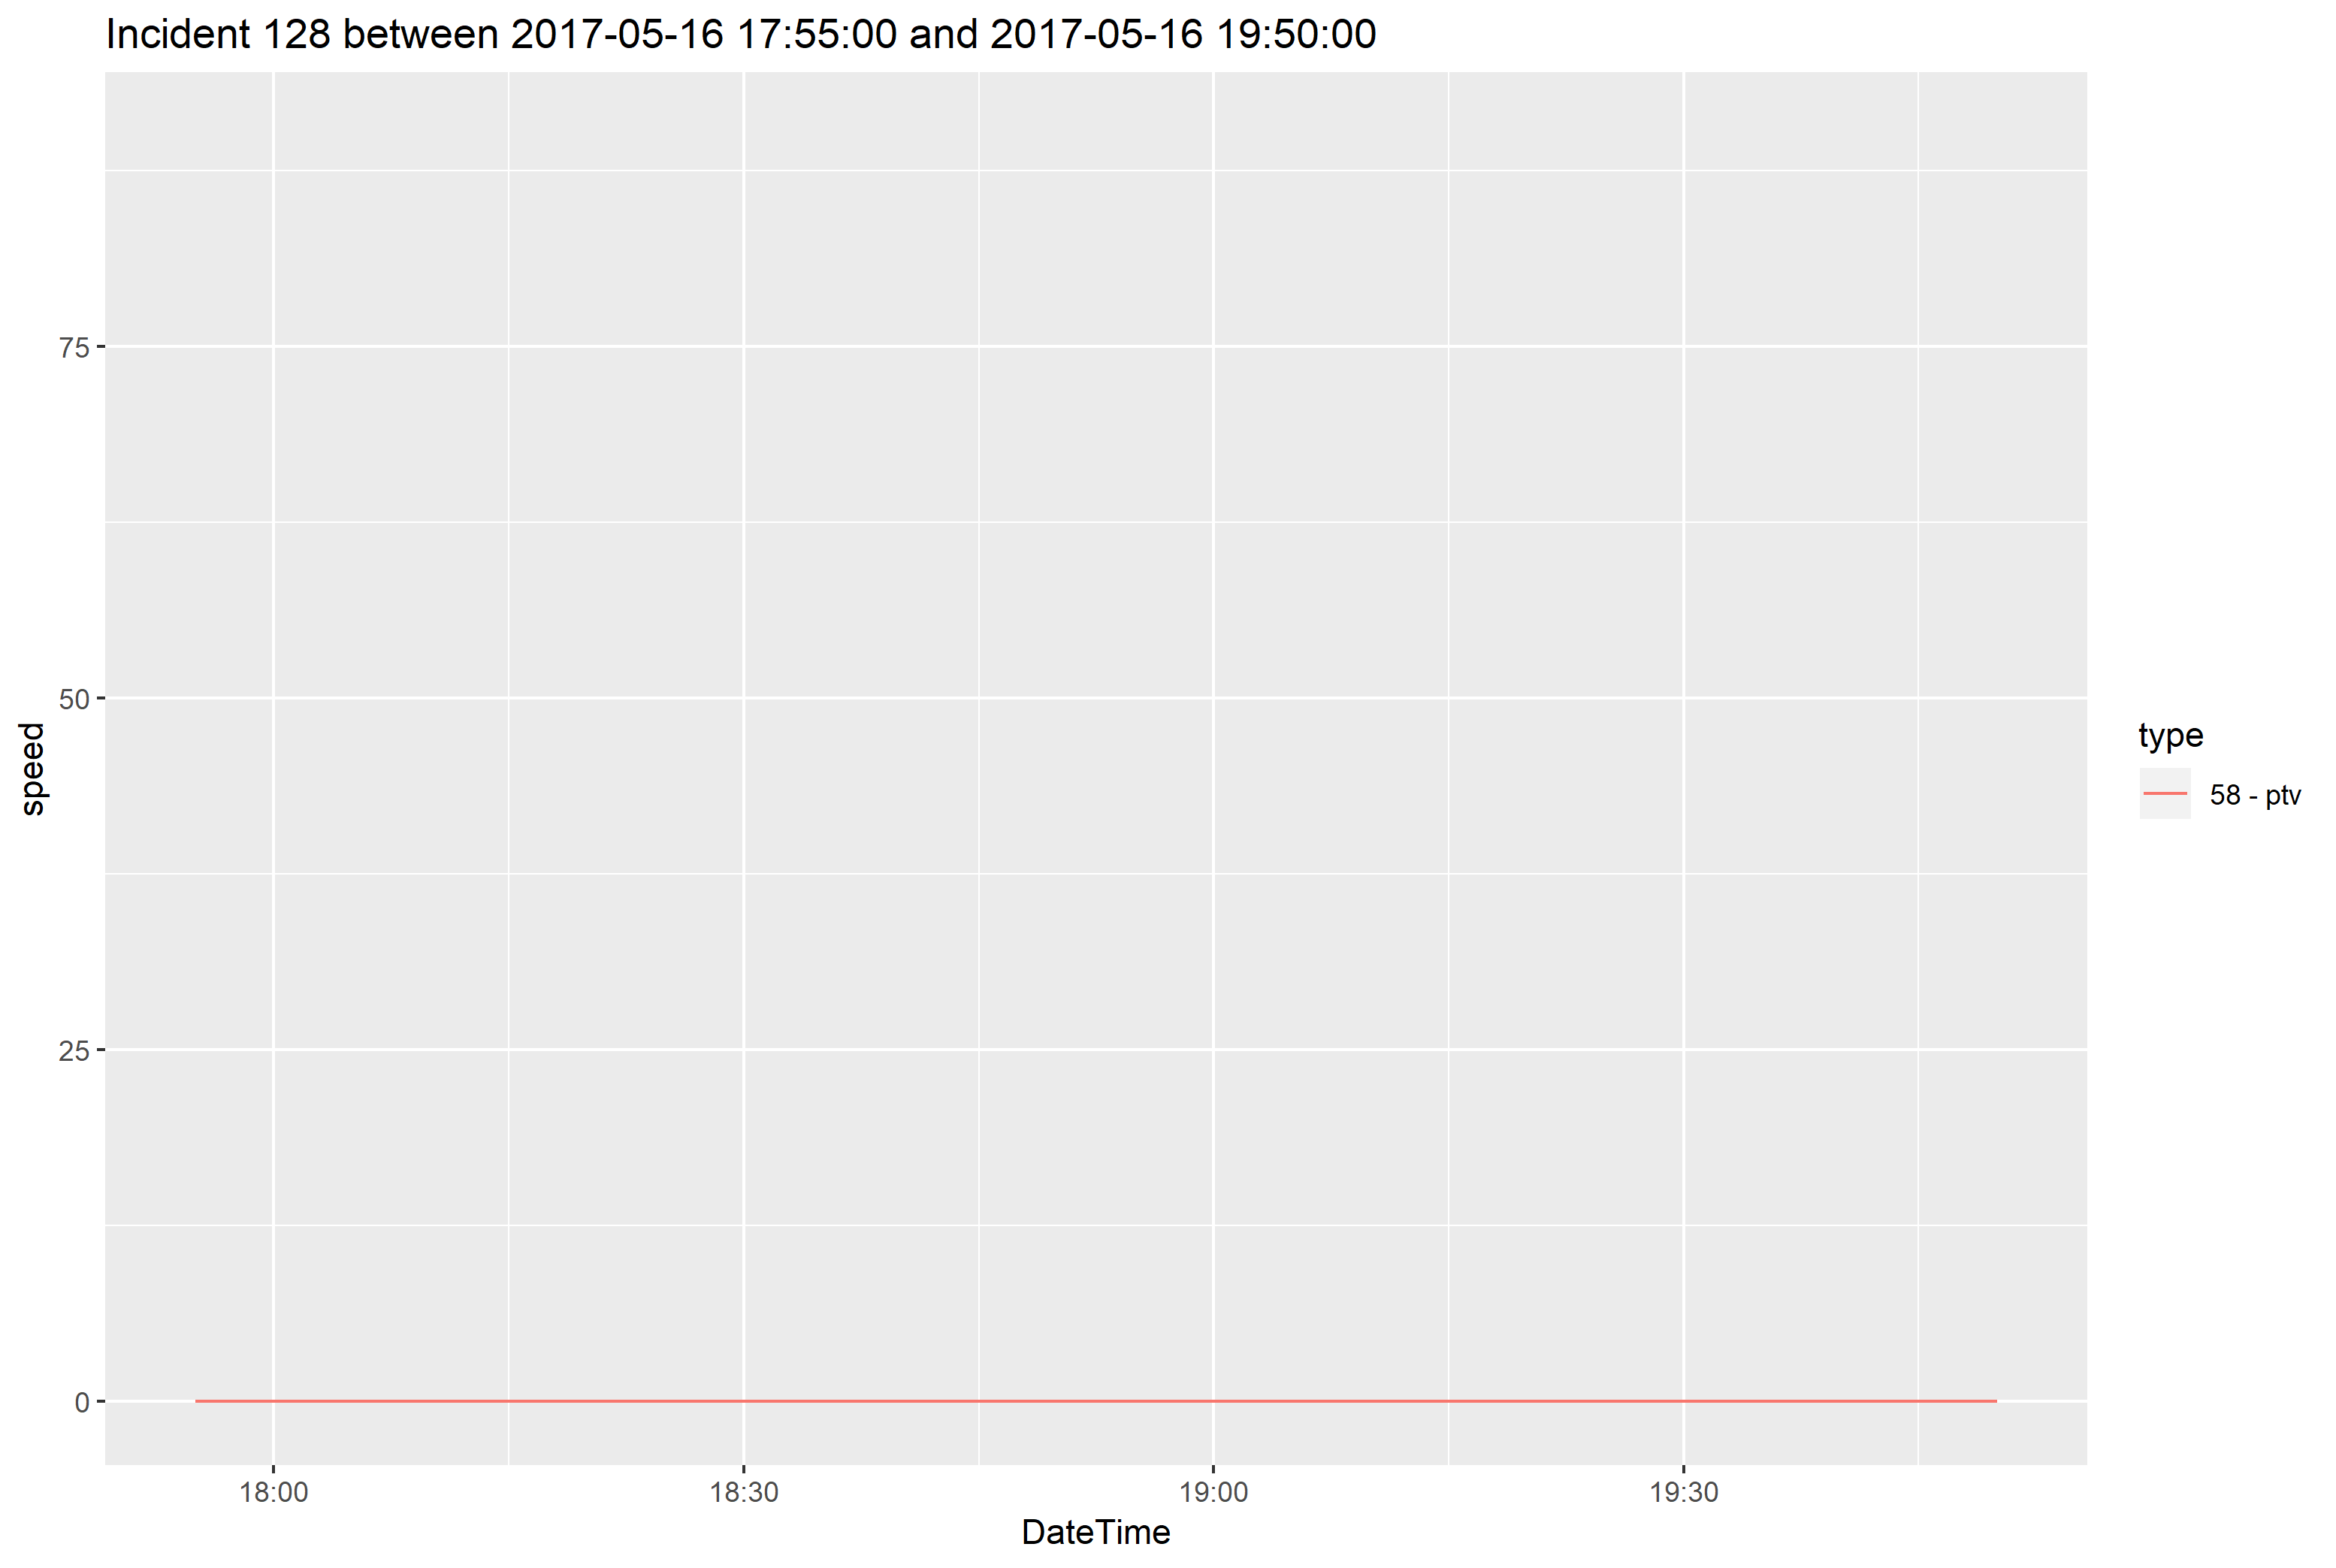 Incident 128 between 2017-05-16 17:55:00 and 2017-05-16 19:50:00
75
50
25
0
speed
18:00 18:30 19:00 19:30
DateTime
type
58 - ptv